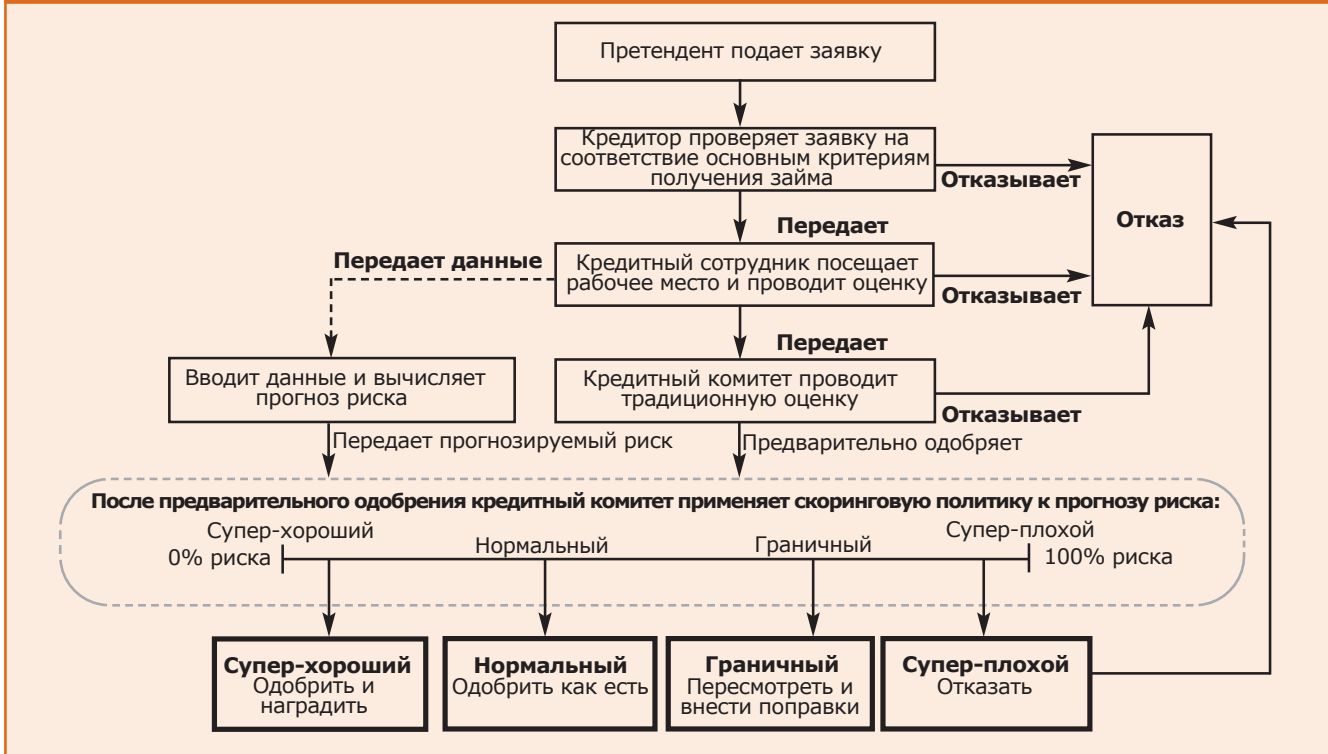 Претендент подает заявку
Кредитор проверяет заявку на
соответствие основным критериям
получения займа
Отказывает
Отказ
Передает
Передает данные
Кредитный сотрудник посещает
рабочее место и проводит оценку
Отказывает
Передает
Вводит данные и вычисляет
прогноз риска
Кредитный комитет проводит
традиционную оценку
Отказывает
Передает прогнозируемый риск
Предварительно одобряет
После предварительного одобрения кредитный комитет применяет скоринговую политику к прогнозу риска:
Супер-хороший
Нормальный
Граничный
Супер-плохой
0% риска
100% риска
Супер-хороший
Одобрить и
наградить
Нормальный
Одобрить как есть
Граничный
Пересмотреть и
внести поправки
Супер-плохой
Отказать